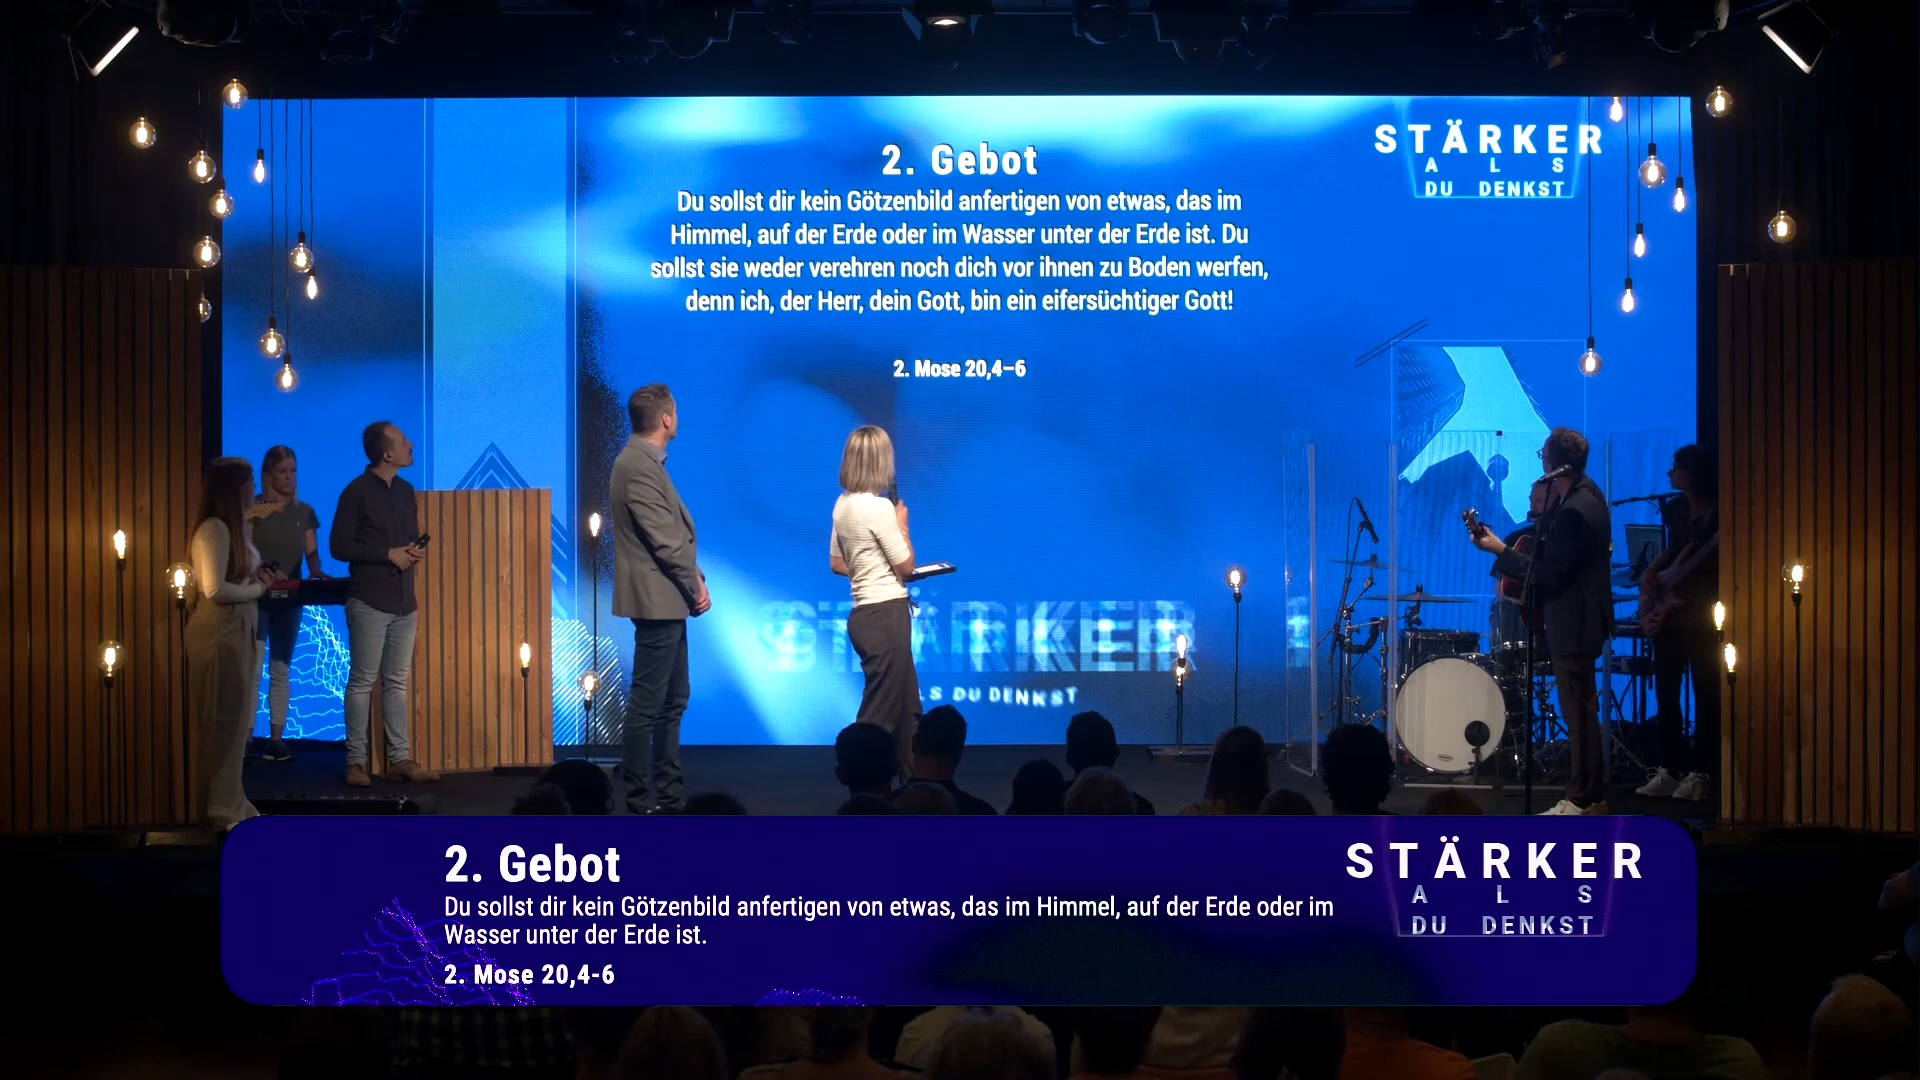 2. Gebot
Du sollst dir kein Götzenbild anfertigen von etwas, das im
Himmel, auf der Erde oder im Wasser unter der Erde ist. Du
sollst sie weder verehren noch dich vor ihnen zu Boden werfen,
denn ich, der Herr, dein Gott, bin ein eifersüchtiger Gott!
2. Mose 20,4–6
STÄRKER
ALS
DU DENKST
STÄRKER
LS DU DENKST
2. Gebot
Du sollst dir kein Götzenbild anfertigen von etwas, das im Himmel, auf der Erde oder im
Wasser unter der Erde ist.
2. Mose 20,4-6
STÄRKER
ALS
DU DENKST